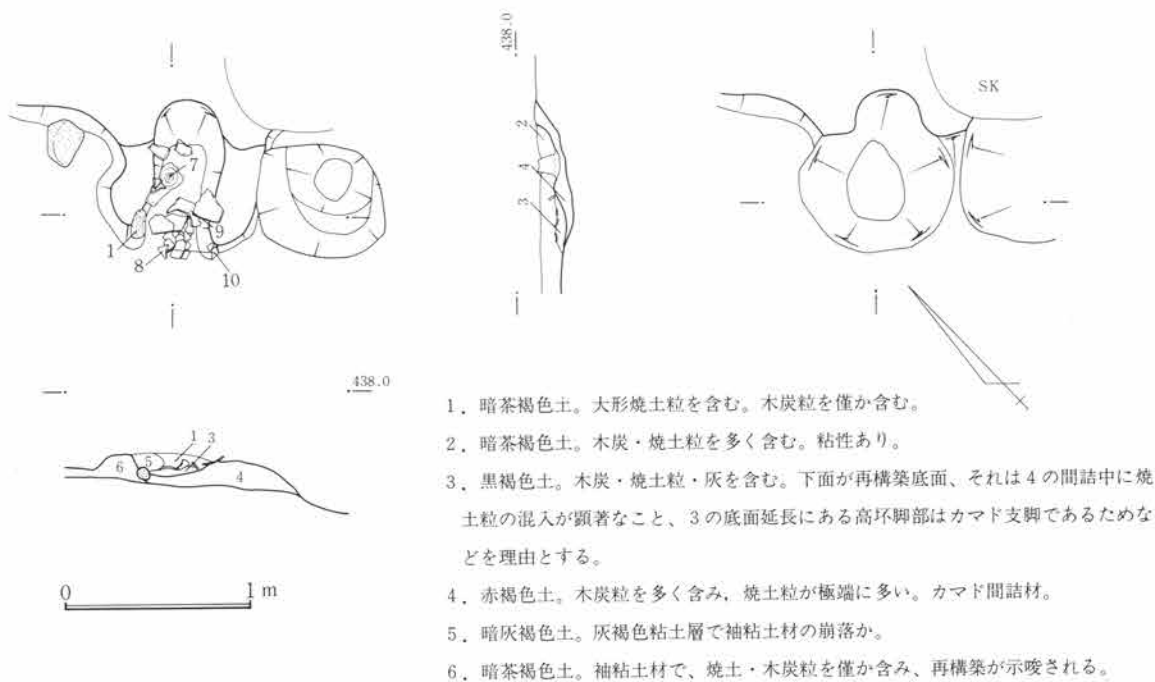 438.0
SK
2
4
3
7
9
1
8
10
438.0
1 3
6 5 4
0 1 m
1．暗茶褐色土。大形焼土粒を含む。木炭粒を僅か含む。
2．暗茶褐色土。木炭・焼土粒を多く含む。粘性あり。
3．黒褐色土。木炭・焼土粒・灰を含む。下面が再構築底面、それは4の間詰中に焼
土粒の混入が顕著なこと、3の底面延長にある高坏脚部はカマド支脚であるためな
どを理由とする。
4．赤褐色土。木炭粒を多く含み，焼土粒が極端に多い。カマド間詰材。
5．暗灰褐色土。灰褐色粘土層で袖粘土材の崩落か。
6．暗茶褐色土。袖粘土材で、焼土・木炭粒を僅か含み、再構築が示唆される。